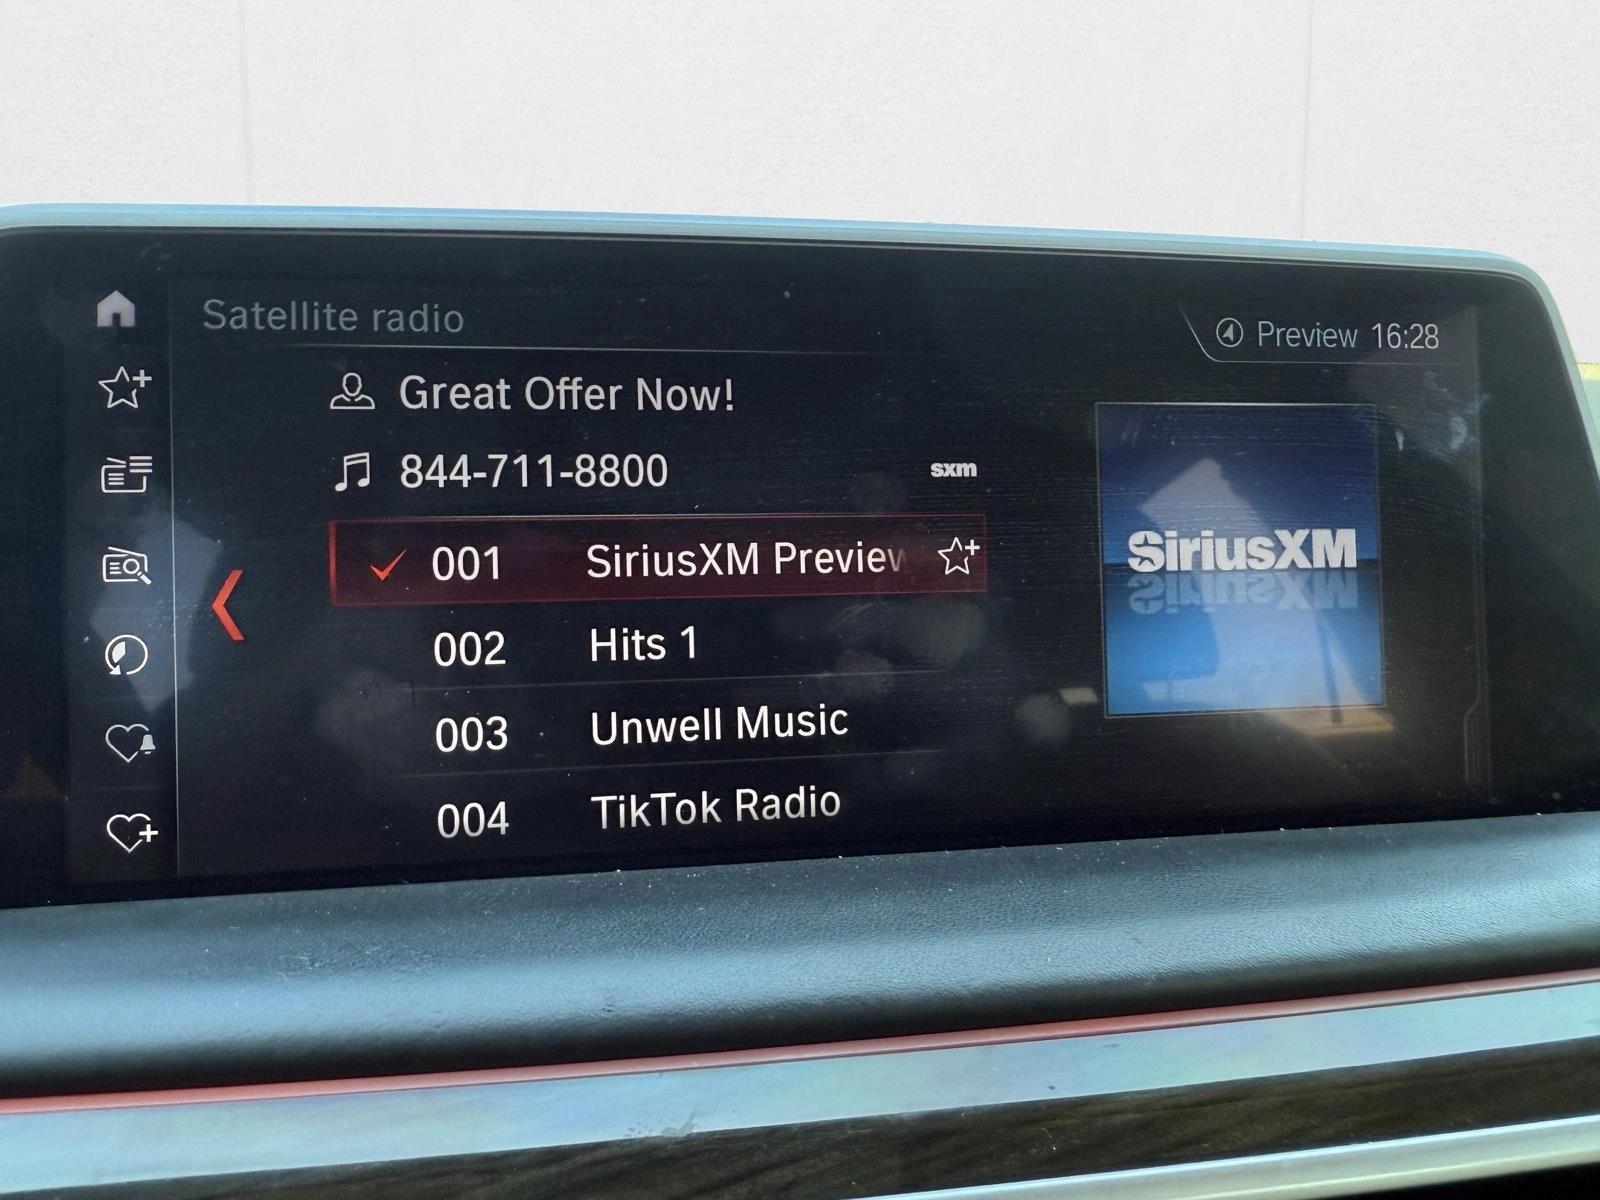 Satellite radio
Preview 16:28
Great Offer Now!
844-711-8800 sxm
001 SiriusXM Preview
SiriusXM
002 Hits 1
003 Unwell Music
004 TikTok Radio